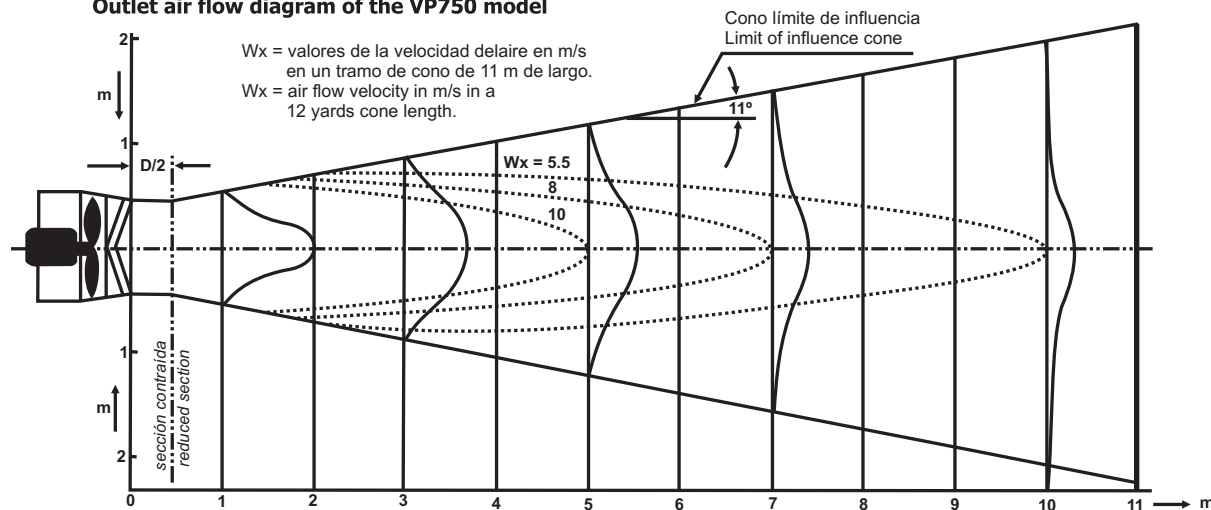 Outlet air flow diagram of the VP750 model
Cono límite de influencia
Limit of influence cone
Wx = valores de la velocidad delaire en m/s
en un tramo de cono de 11 m de largo.
Wx = air flow velocity in m/s in a
12 yards cone length.
2
m
1
D/2
11º
Wx = 5.5
8
10
1
m
2
sección contraída
reduced section
0 1 2 3 4 5 6 7 8 9 10 11 m